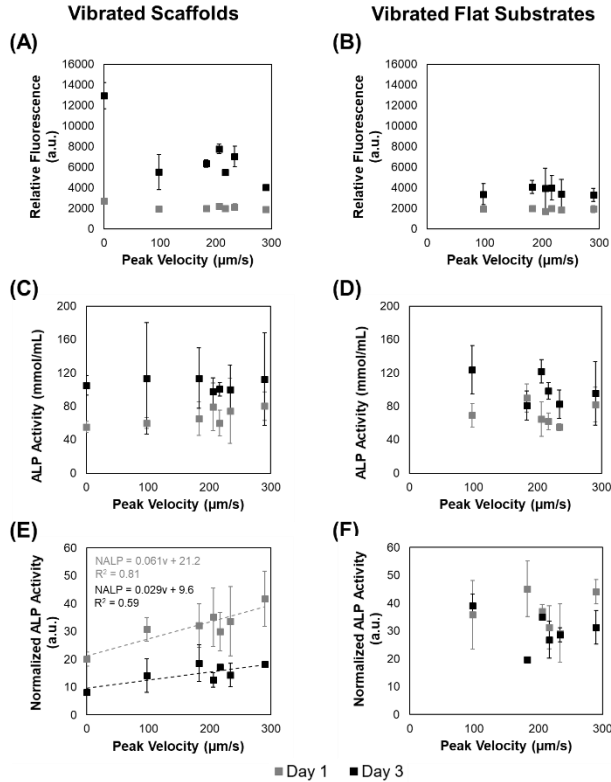 Vibrated Scaffolds
Vibrated Flat Substrates
(A)
Relative Fluorescence
(a.u.)
16000
14000
12000
10000
8000
6000
4000
2000
0
0
100
200
300
Peak Velocity (µm/s)
(B)
Relative Fluorescence
(a.u.)
16000
14000
12000
10000
8000
6000
4000
2000
0
0
100
200
300
Peak Velocity (µm/s)
(C)
ALP Activity (mmol/mL)
200
160
120
80
40
0
0
100
200
300
Peak Velocity (µm/s)
(D)
ALP Activity (mmol/mL)
200
160
120
80
40
0
0
100
200
300
Peak Velocity (µm/s)
(E)
Normalized ALP Activity
(a.u.)
60
50
40
30
20
10
0
NALP = 0.061v + 21.2
R² = 0.81
NALP = 0.029v + 9.6
R² = 0.59
0
100
200
300
Peak Velocity (µm/s)
(F)
Normalized ALP Activity
(a.u.)
60
50
40
30
20
10
0
0
100
200
300
Peak Velocity (µm/s)
Day 1
Day 3